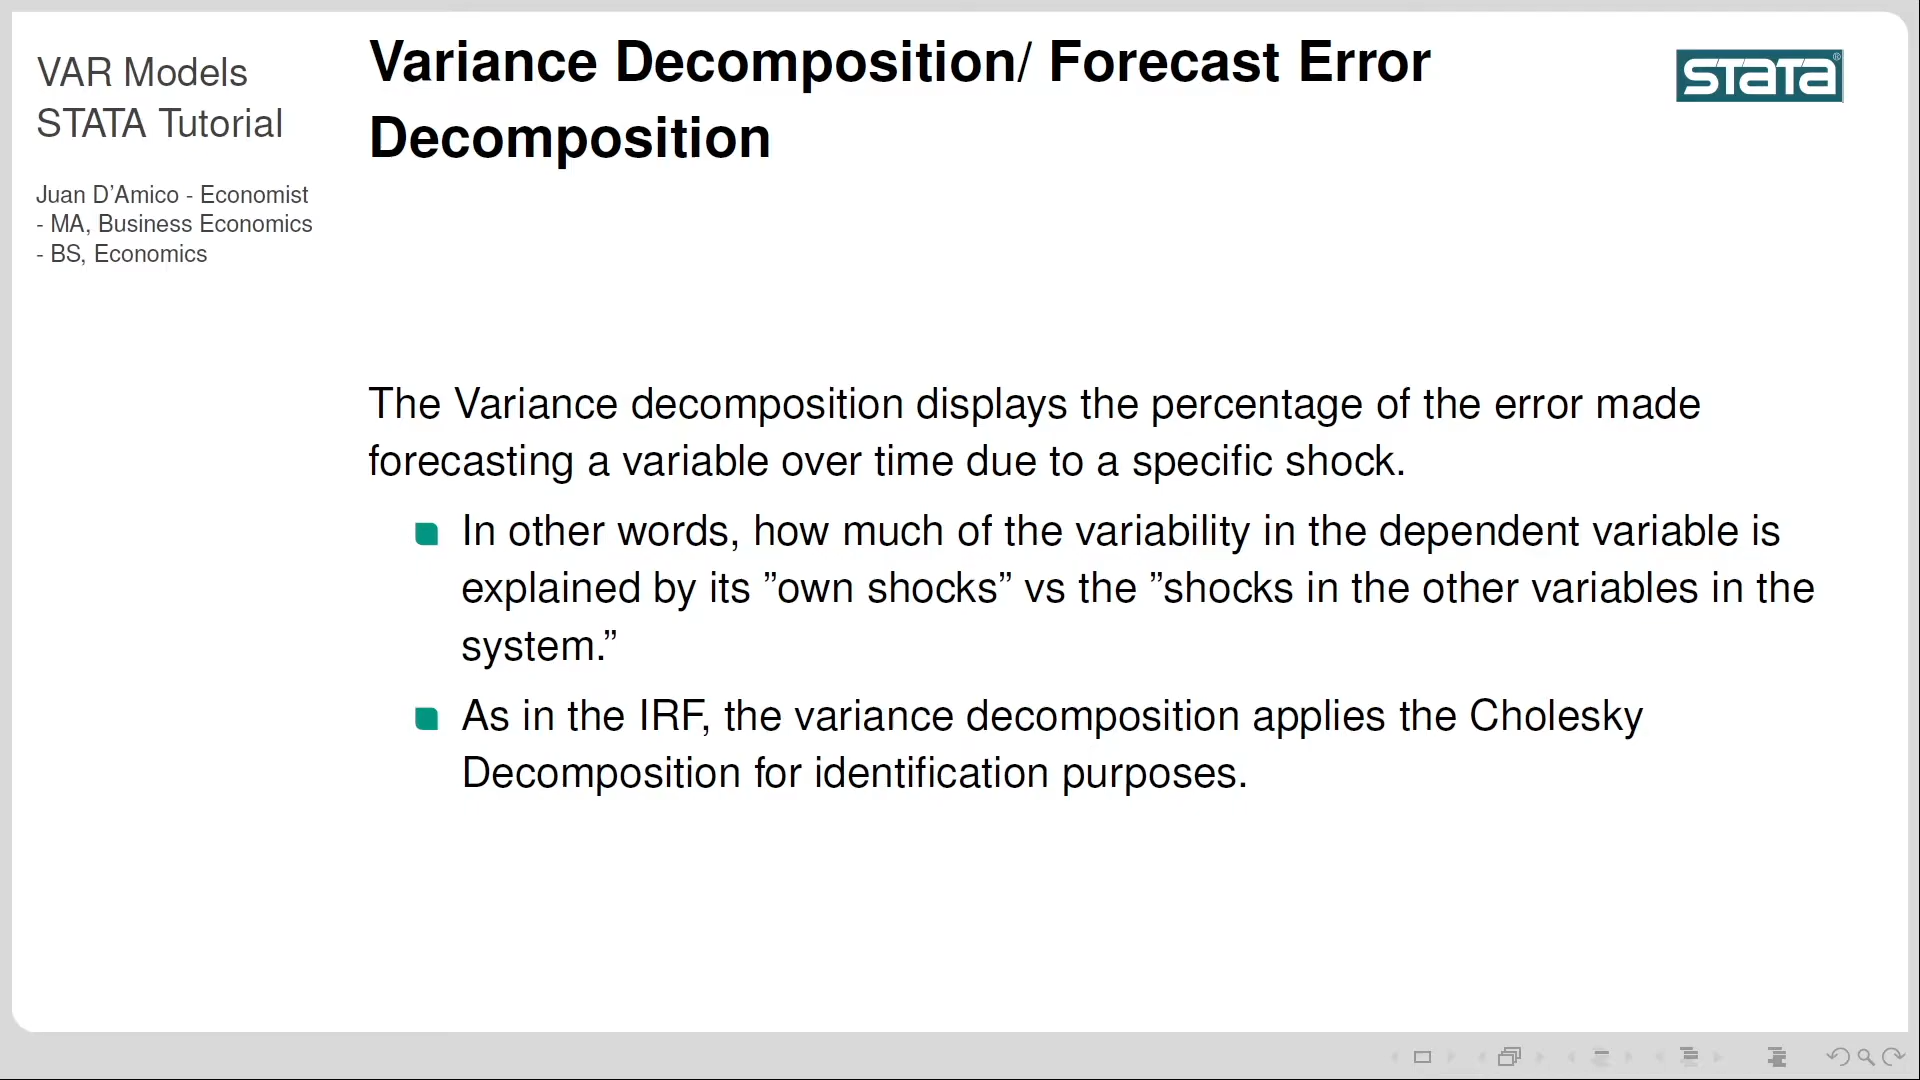 VAR Models
STATA Tutorial
Juan D'Amico - Economist
- MA, Business Economics
- BS, Economics
Variance Decomposition/ Forecast Error
Decomposition
STATA®
The Variance decomposition displays the percentage of the error made
forecasting a variable over time due to a specific shock.
In other words, how much of the variability in the dependent variable is
explained by its ”own shocks” vs the ”shocks in the other variables in the
system.”
As in the IRF, the variance decomposition applies the Cholesky
Decomposition for identification purposes.